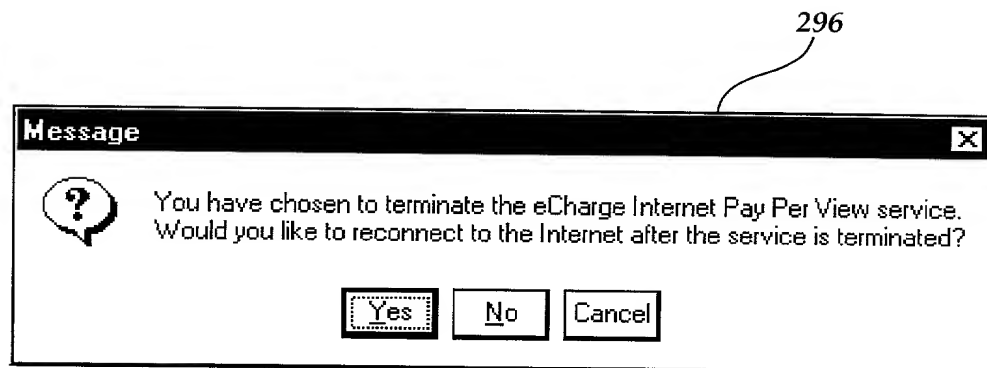 296
Message
You have chosen to terminate the eCharge Internet Pay Per View service.
Would you like to reconnect to the Internet after the service is terminated?
Yes No Cancel